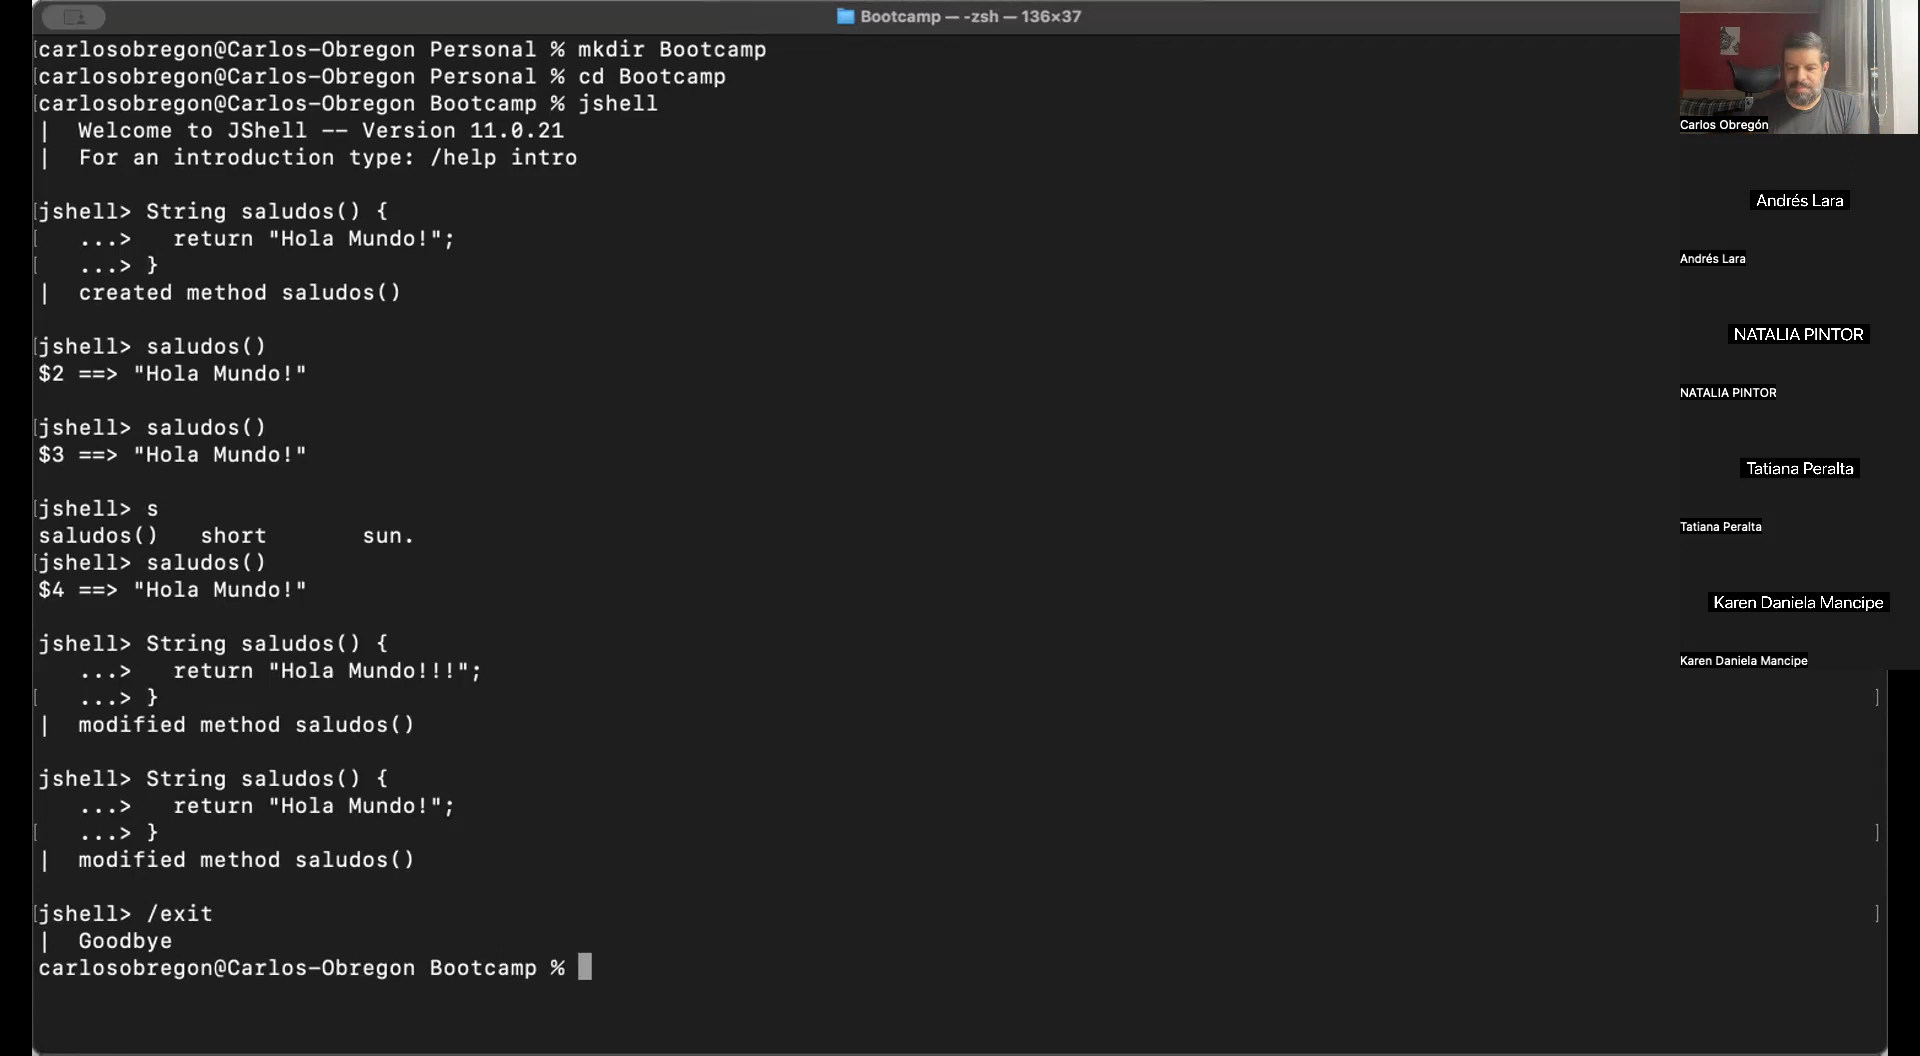 Bootcamp — -zsh — 136×37
[carlosobregon@Carlos-Obregon Personal % mkdir Bootcamp
[carlosobregon@Carlos-Obregon Personal % cd Bootcamp
[carlosobregon@Carlos-Obregon Bootcamp % jshell
|  Welcome to JShell -- Version 11.0.21
|  For an introduction type: /help intro
[jshell> String saludos() {
[   ...>   return "Hola Mundo!";
[   ...> }
|  created method saludos()
[jshell> saludos()
$2 ==> "Hola Mundo!"
[jshell> saludos()
$3 ==> "Hola Mundo!"
[jshell> s
saludos()   short       sun.
[jshell> saludos()
$4 ==> "Hola Mundo!"
jshell> String saludos() {
   ...>   return "Hola Mundo!!!";
[   ...> } ]
|  modified method saludos()
jshell> String saludos() {
   ...>   return "Hola Mundo!";
[   ...> } ]
|  modified method saludos()
[jshell> /exit ]
|  Goodbye
carlosobregon@Carlos-Obregon Bootcamp %
Carlos Obregón
Andrés Lara
Andrés Lara
NATALIA PINTOR
NATALIA PINTOR
Tatiana Peralta
Tatiana Peralta
Karen Daniela Mancipe
Karen Daniela Mancipe